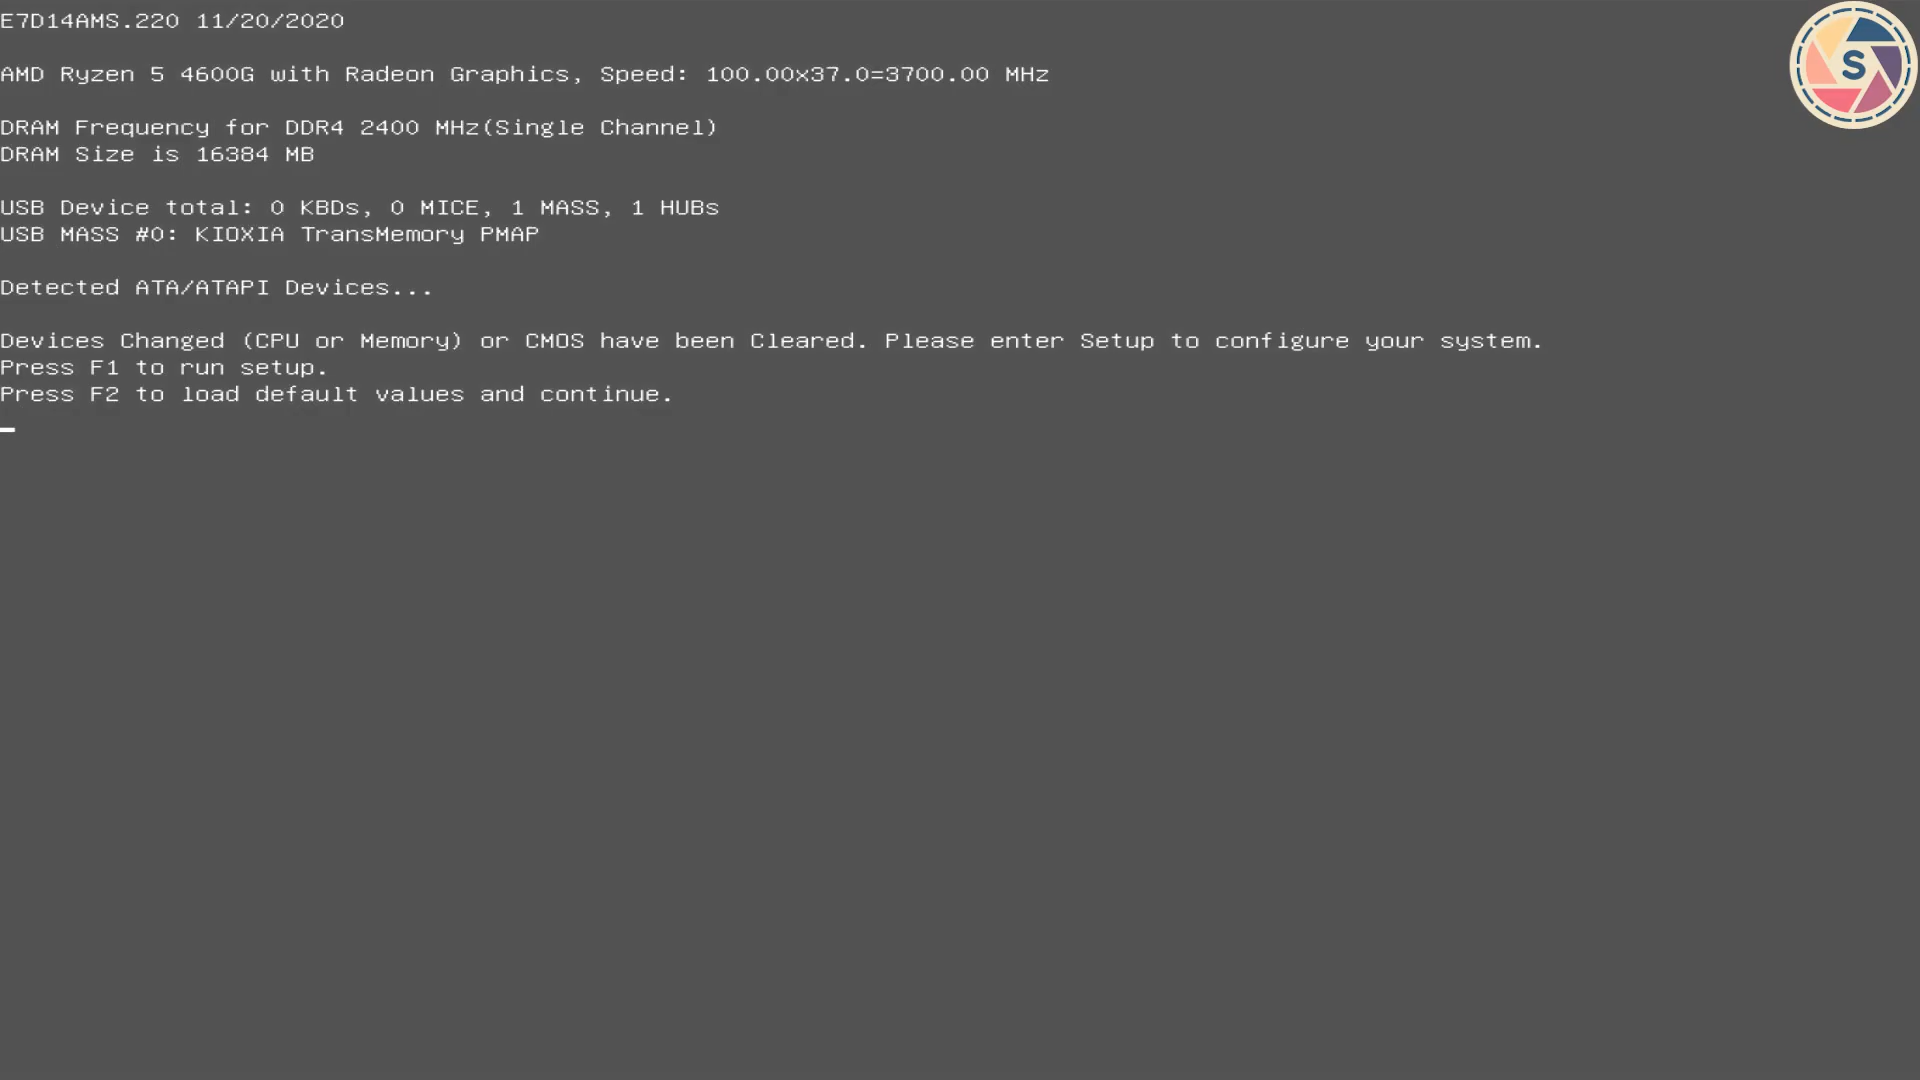 E7D14AMS.220 11/20/2020
AMD Ryzen 5 4600G with Radeon Graphics, Speed: 100.00x37.0=3700.00 MHz
DRAM Frequency for DDR4 2400 MHz(Single Channel)
DRAM Size is 16384 MB
USB Device total: 0 KBDs, 0 MICE, 1 MASS, 1 HUBs
USB MASS #0: KIOXIA TransMemory PMAP
Detected ATA/ATAPI Devices...
Devices Changed (CPU or Memory) or CMOS have been Cleared. Please enter Setup to configure your system.
Press F1 to run setup.
Press F2 to load default values and continue.
S